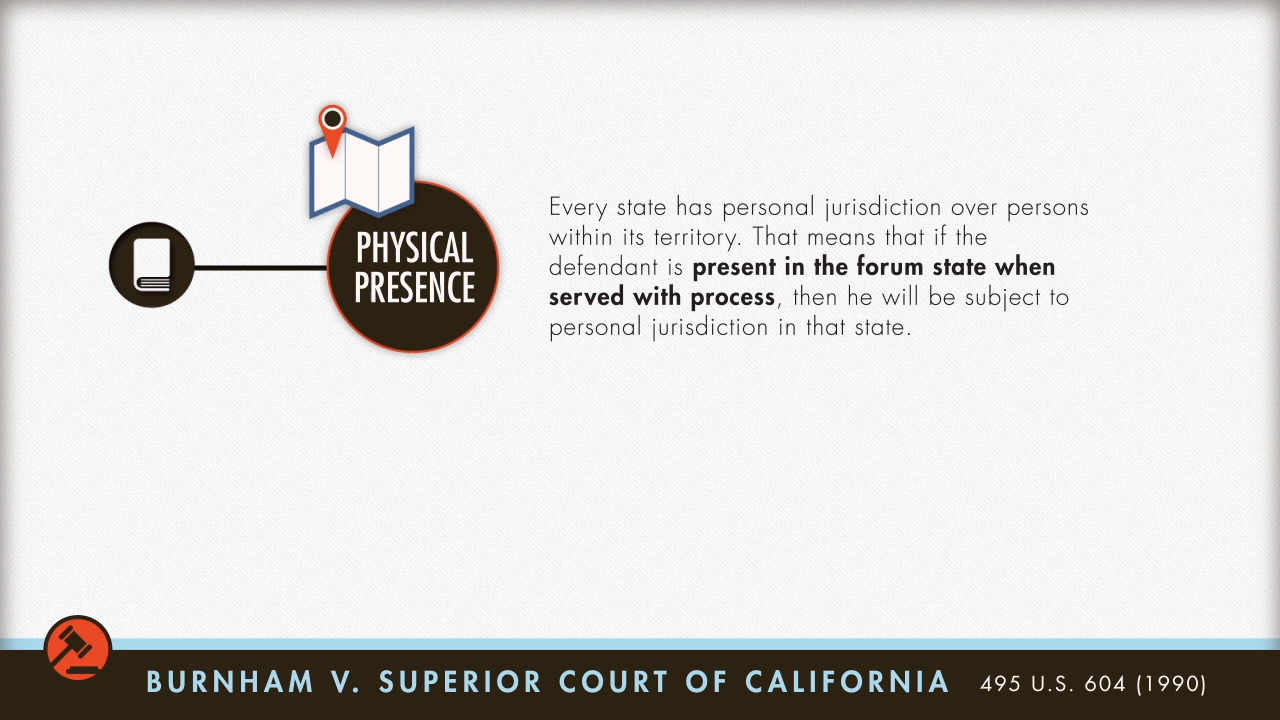 PHYSICAL
PRESENCE
Every state has personal jurisdiction over persons
within its territory. That means that if the
defendant is present in the forum state when
served with process, then he will be subject to
personal jurisdiction in that state.
BURNHAM V. SUPERIOR COURT OF CALIFORNIA 495 U.S. 604 (1990)